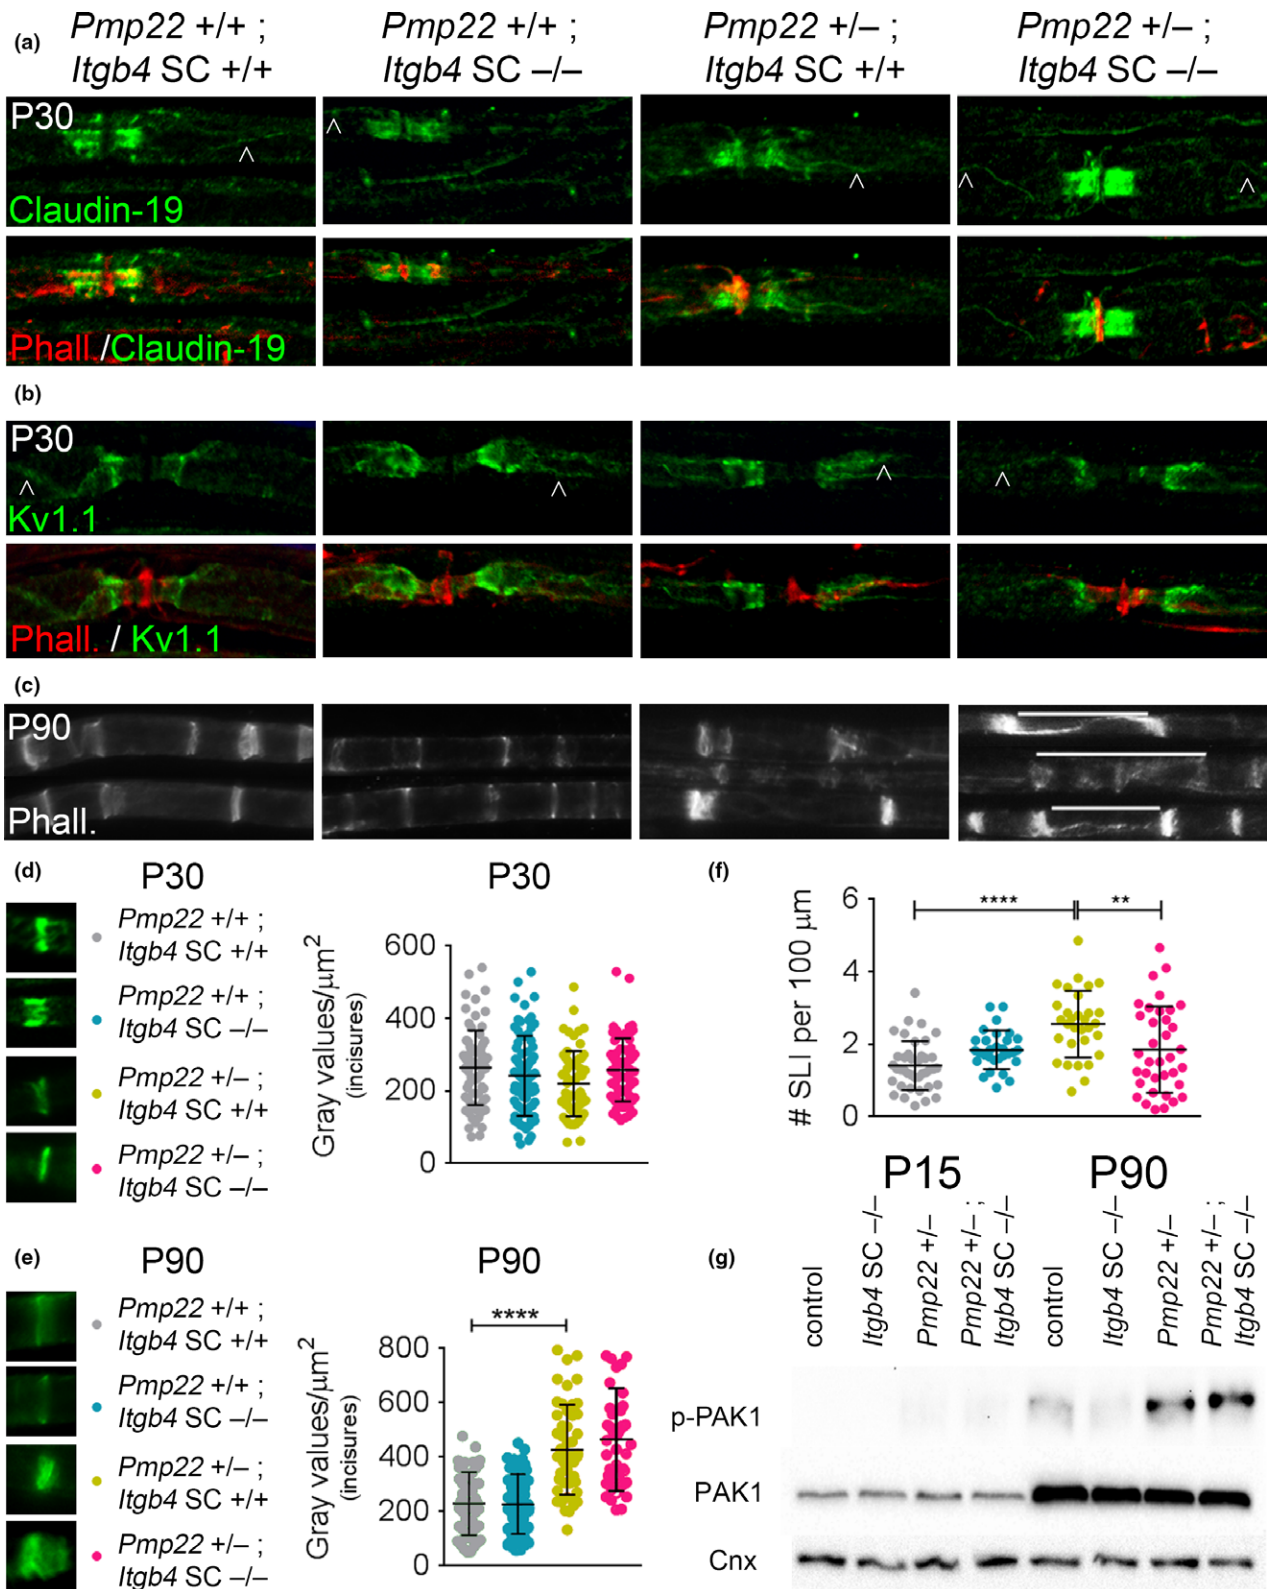 (a)
Pmp22 +/+ ;
Itgb4 SC +/+
Pmp22 +/+ ;
Itgb4 SC –/–
Pmp22 +/– ;
Itgb4 SC +/+
Pmp22 +/– ;
Itgb4 SC –/–
P30
Claudin-19
Phall./Claudin-19
(b)
P30
Kv1.1
Phall. / Kv1.1
(c)
P90
Phall.
(d)
P30
Pmp22 +/+ ;
Itgb4 SC +/+
Pmp22 +/+ ;
Itgb4 SC –/–
Pmp22 +/– ;
Itgb4 SC +/+
Pmp22 +/– ;
Itgb4 SC –/–
P30
Gray values/µm²
(incisures)
600
400
200
0
(e)
P90
Pmp22 +/+ ;
Itgb4 SC +/+
Pmp22 +/+ ;
Itgb4 SC –/–
Pmp22 +/– ;
Itgb4 SC +/+
Pmp22 +/– ;
Itgb4 SC –/–
P90
****
Gray values/µm²
(incisures)
800
600
400
200
0
(f)
**** **
# SLI per 100 µm
6
4
2
0
(g)
P15 P90
control
Itgb4 SC –/–
Pmp22 +/–
Pmp22 +/– ;
Itgb4 SC –/–
control
Itgb4 SC –/–
Pmp22 +/–
Pmp22 +/– ;
Itgb4 SC –/–
p-PAK1
PAK1
Cnx